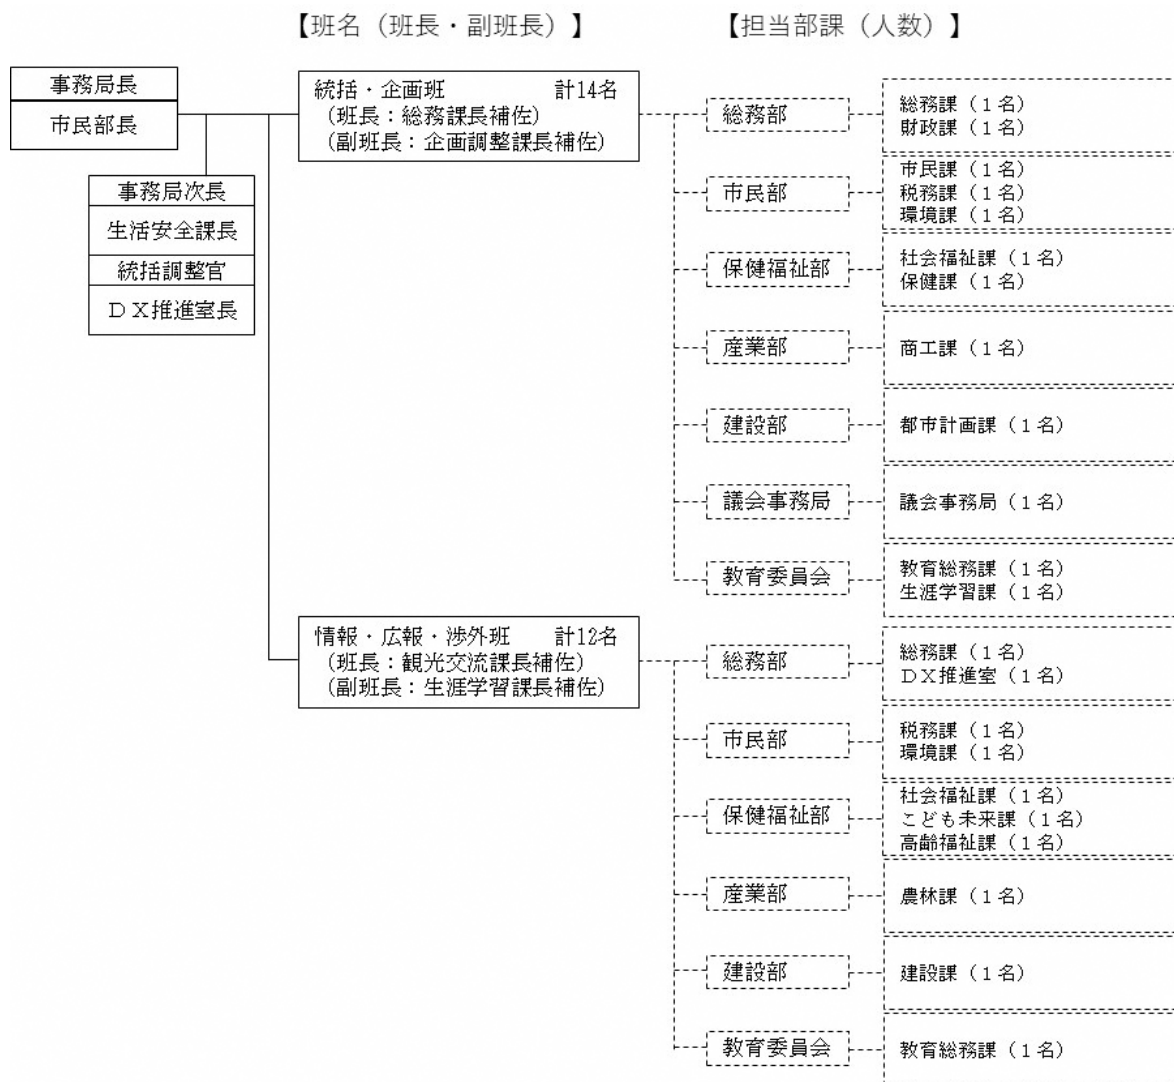 【班名（班長・副班長）】
【担当部課（人数）】
事務局長
市民部長
事務局次長
生活安全課長
統括調整官
ＤＸ推進室長
統括・企画班　計14名
（班長：総務課長補佐）
（副班長：企画調整課長補佐）
総務部
総務課（１名）
財政課（１名）
市民部
市民課（１名）
税務課（１名）
環境課（１名）
保健福祉部
社会福祉課（１名）
保健課（１名）
産業部
商工課（１名）
建設部
都市計画課（１名）
議会事務局
議会事務局（１名）
教育委員会
教育総務課（１名）
生涯学習課（１名）
情報・広報・渉外班　計12名
（班長：観光交流課長補佐）
（副班長：生涯学習課長補佐）
総務部
総務課（１名）
ＤＸ推進室（１名）
市民部
税務課（１名）
環境課（１名）
保健福祉部
社会福祉課（１名）
こども未来課（１名）
高齢福祉課（１名）
産業部
農林課（１名）
建設部
建設課（１名）
教育委員会
教育総務課（１名）